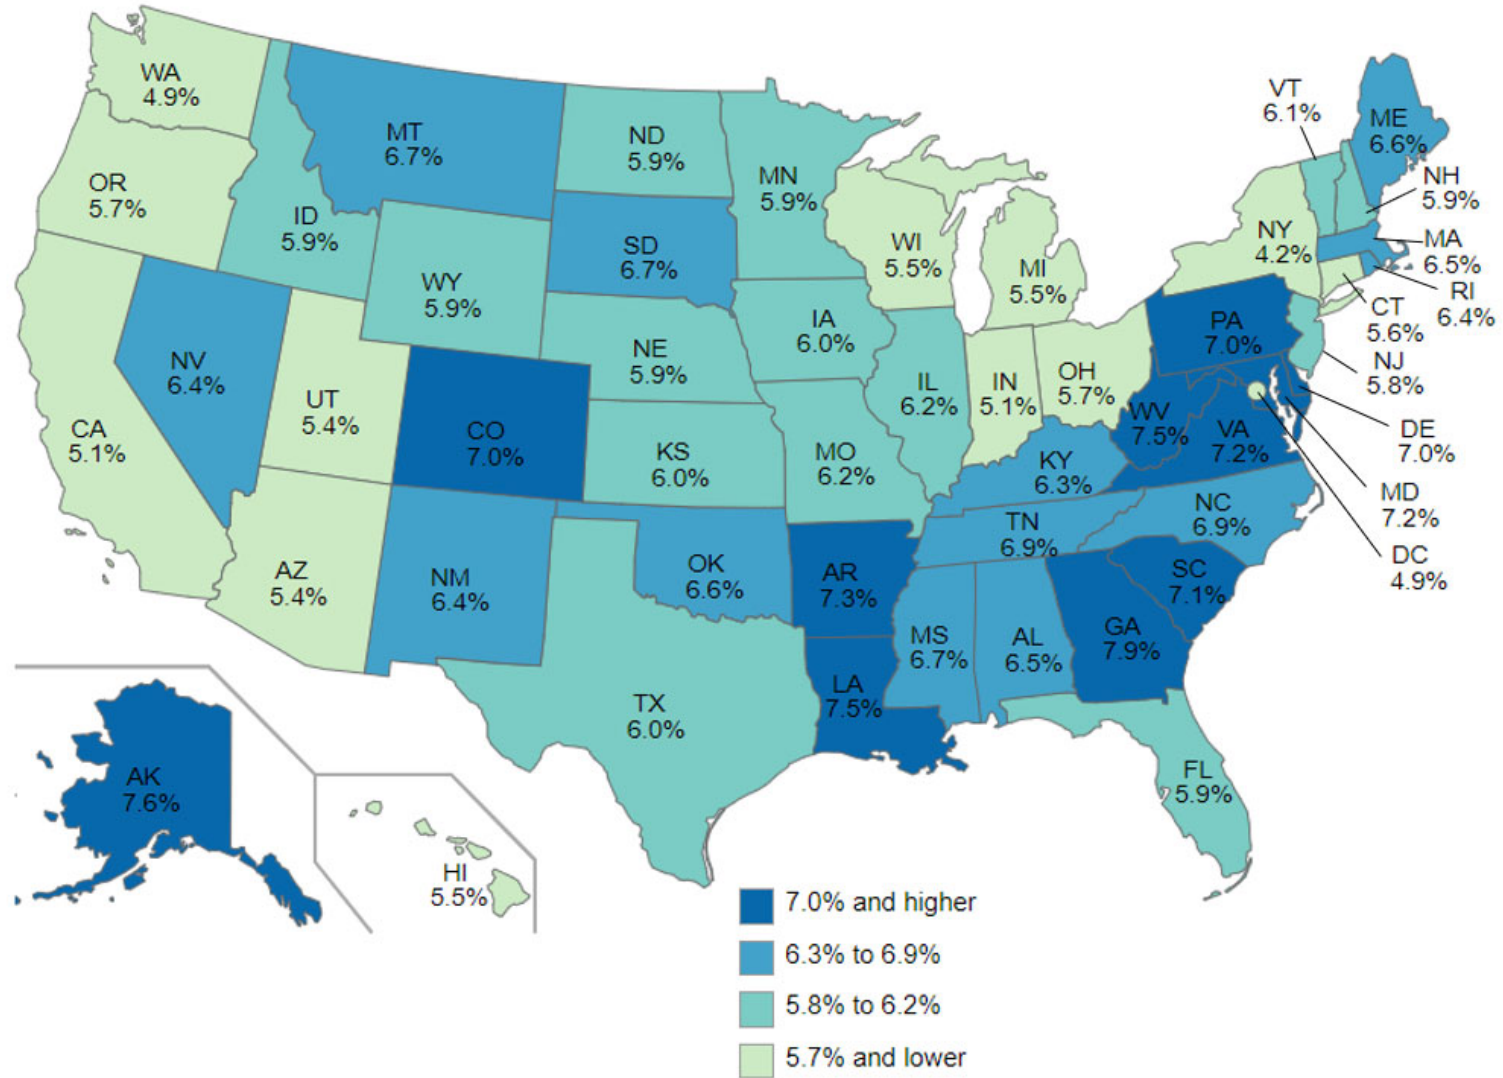 WA
4.9%
OR
5.7%
CA
5.1%
NV
6.4%
ID
5.9%
MT
6.7%
WY
5.9%
UT
5.4%
AZ
5.4%
CO
7.0%
NM
6.4%
ND
5.9%
SD
6.7%
NE
5.9%
KS
6.0%
OK
6.6%
TX
6.0%
MN
5.9%
IA
6.0%
MO
6.2%
AR
7.3%
LA
7.5%
WI
5.5%
IL
6.2%
MI
5.5%
IN
5.1%
OH
5.7%
KY
6.3%
TN
6.9%
MS
6.7%
AL
6.5%
GA
7.9%
FL
5.9%
SC
7.1%
NC
6.9%
WV
7.5%
VA
7.2%
PA
7.0%
NY
4.2%
VT
6.1%
ME
6.6%
NH
5.9%
MA
6.5%
RI
6.4%
CT
5.6%
NJ
5.8%
DE
7.0%
MD
7.2%
DC
4.9%
AK
7.6%
HI
5.5%
7.0% and higher
6.3% to 6.9%
5.8% to 6.2%
5.7% and lower